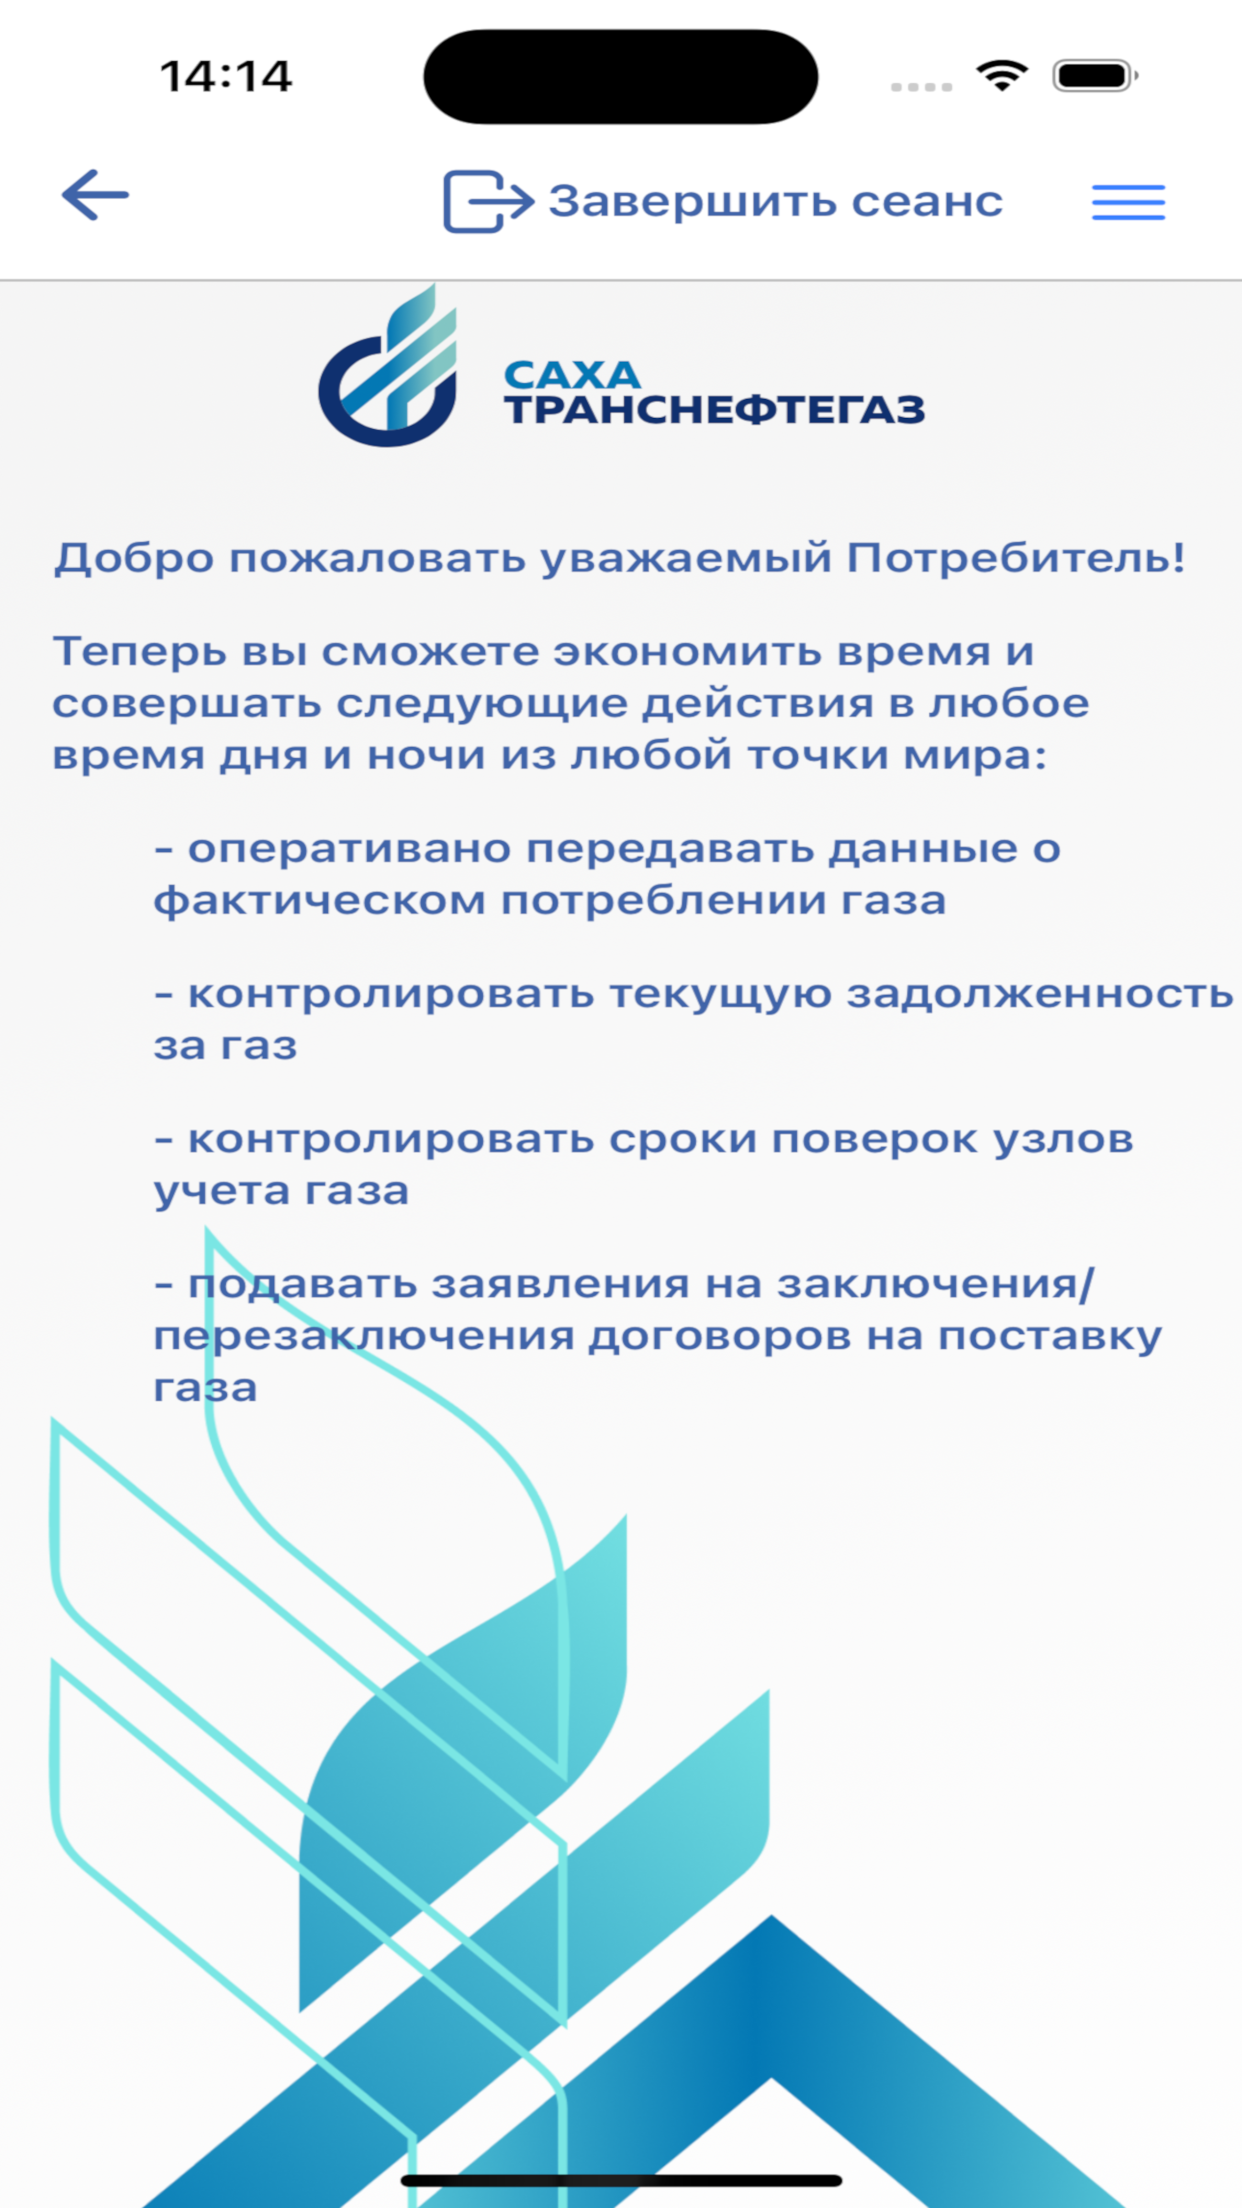 14:14
Завершить сеанс
САХА
ТРАНСНЕФТЕГАЗ
Добро пожаловать уважаемый Потребитель!
Теперь вы сможете экономить время и
совершать следующие действия в любое
время дня и ночи из любой точки мира:
- оперативано передавать данные о
фактическом потреблении газа
- контролировать текущую задолженность
за газ
- контролировать сроки поверок узлов
учета газа
- подавать заявления на заключения/
перезаключения договоров на поставку
газа